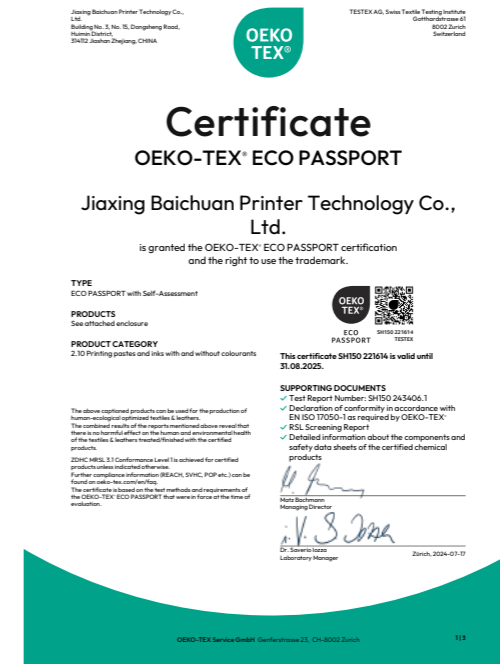 Jiaxing Baichuan Printer Technology Co.,
Ltd.
Building No. 3, No. 15, Dongsheng Road,
Huimin District,
314112 Jiashan Zhejiang, CHINA
OEKO
TEX®
TESTEX AG, Swiss Textile Testing Institute
Gotthardstrasse 61
8002 Zurich
Switzerland
Certificate
OEKO-TEX® ECO PASSPORT
Jiaxing Baichuan Printer Technology Co.,
Ltd.
is granted the OEKO-TEX® ECO PASSPORT certification
and the right to use the trademark.
TYPE
ECO PASSPORT with Self-Assessment
PRODUCTS
See attached enclosure
PRODUCT CATEGORY
2.10 Printing pastes and inks with and without colourants
The above captioned products can be used for the production of
human-ecological optimized textiles & leathers.
The combined results of the reports mentioned above reveal that
there is no harmful effect on the human and environmental health
of the textiles & leathers treated/finished with the certified
products.
ZDHC MRSL 3.1 Conformance Level 1 is achieved for certified
products unless indicated otherwise.
Further compliance information (REACH, SVHC, POP etc.) can be
found on oeko-tex.com/en/faq.
The certificate is based on the test methods and requirements of
the OEKO-TEX® ECO PASSPORT that were in force at the time of
evaluation.
OEKO
TEX®
ECO
PASSPORT
SH150 221614
TESTEX
This certificate SH150 221614 is valid until
31.08.2025.
SUPPORTING DOCUMENTS
✓ Test Report Number: SH150 243406.1
✓ Declaration of conformity in accordance with
EN ISO 17050-1 as required by OEKO-TEX®
✓ RSL Screening Report
✓ Detailed information about the components and
safety data sheets of the certified chemical
products
Matz Bachmann
Managing Director
Dr. Saverio Iozza
Laboratory Manager
Zürich, 2024-07-17
OEKO-TEX Service GmbH Genferstrasse 23, CH-8002 Zurich
1 | 3